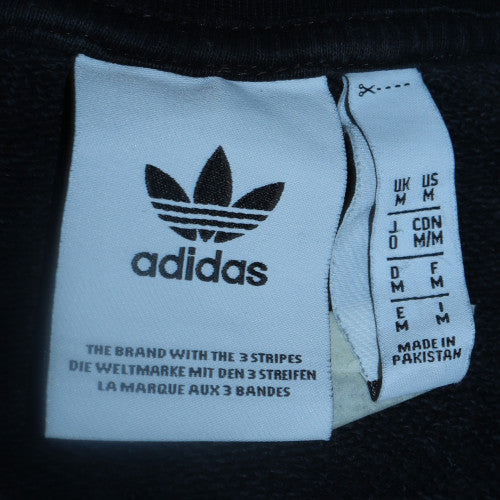 adidas
THE BRAND WITH THE 3 STRIPES
DIE WELTMARKE MIT DEN 3 STREIFEN
LA MARQUE AUX 3 BANDES
UK US
M M
J CDN
O M/M
D F
M M
E I
M M
MADE IN
PAKISTAN